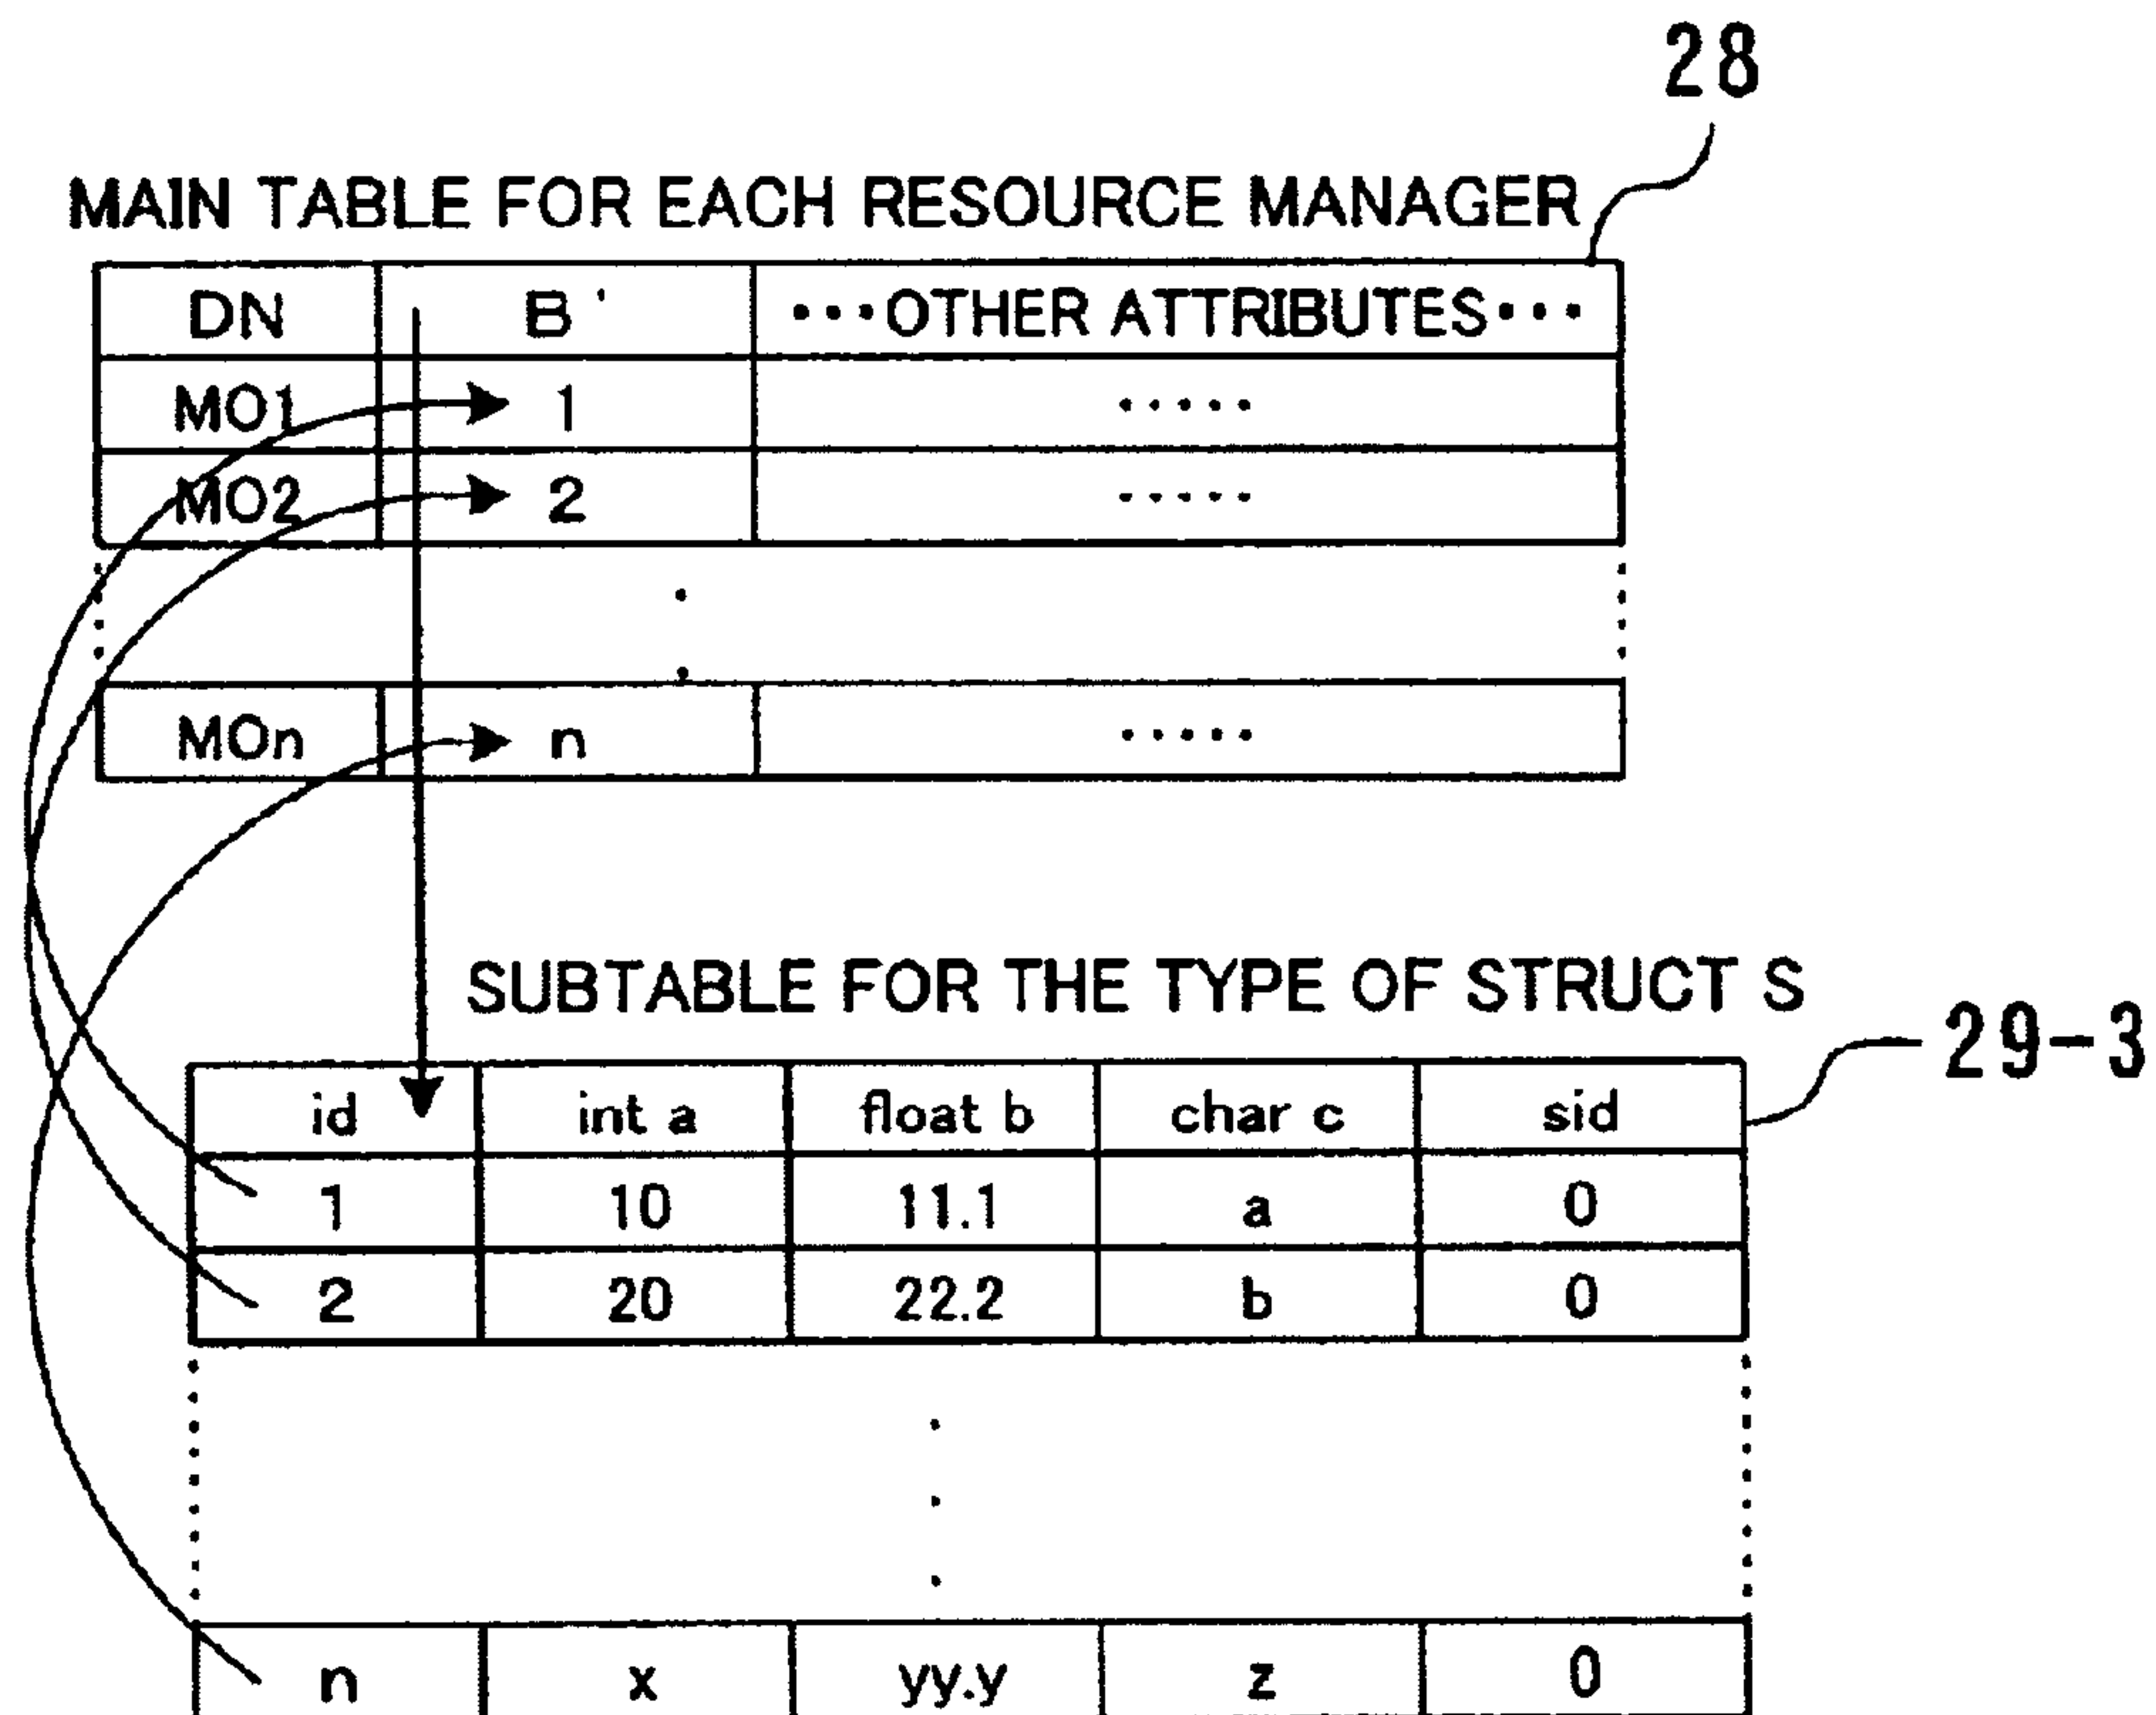 28
MAIN TABLE FOR EACH RESOURCE MANAGER
DN B' ···OTHER ATTRIBUTES···
MO1 1 ·····
MO2 2 ·····
MOn n ·····
SUBTABLE FOR THE TYPE OF STRUCT S
29-3
id int a float b char c sid
1 10 11.1 a 0
2 20 22.2 b 0
n x yy.y z 0